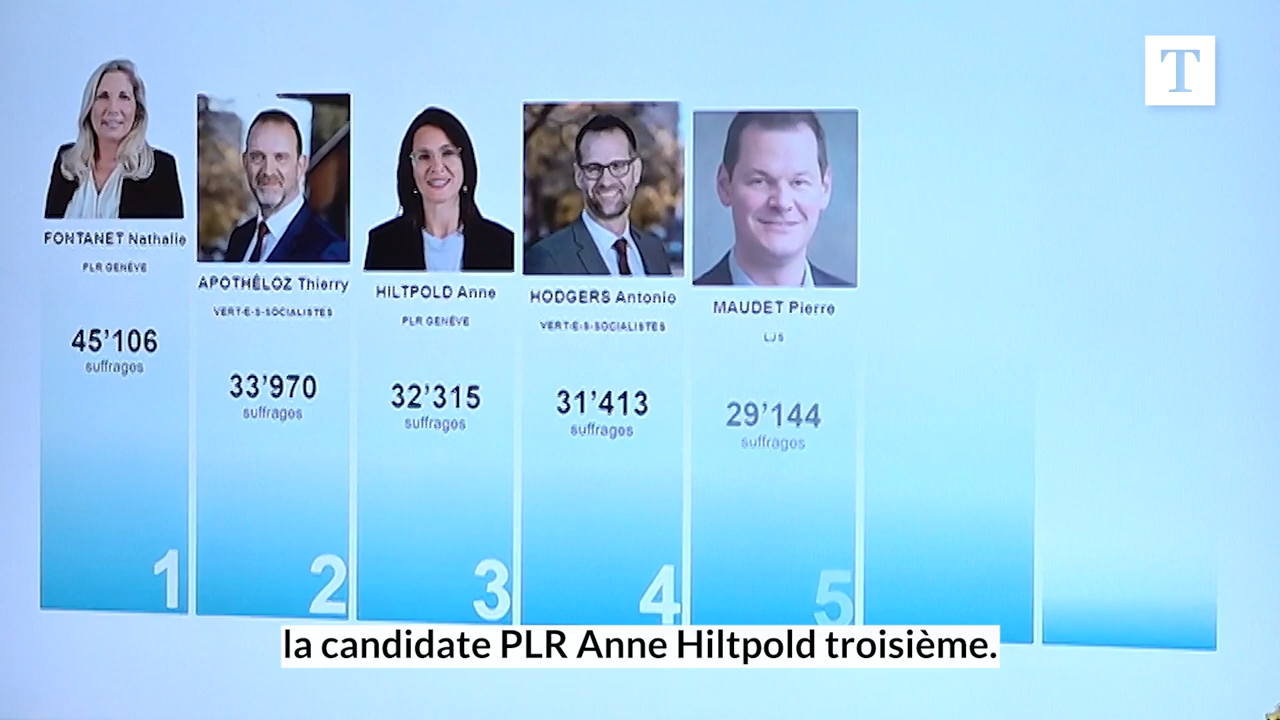 T
FONTANET Nathalie
PLR GENÈVE
45'106
suffrages
1
APOTHÉLOZ Thierry
VERT-E-S-SOCIALISTES
33'970
suffrages
2
HILTPOLD Anne
PLR GENÈVE
32'315
suffrages
3
HODGERS Antonio
VERT-E-S-SOCIALISTES
31'413
suffrages
4
MAUDET Pierre
LJS
29'144
suffrages
5
la candidate PLR Anne Hiltpold troisième.